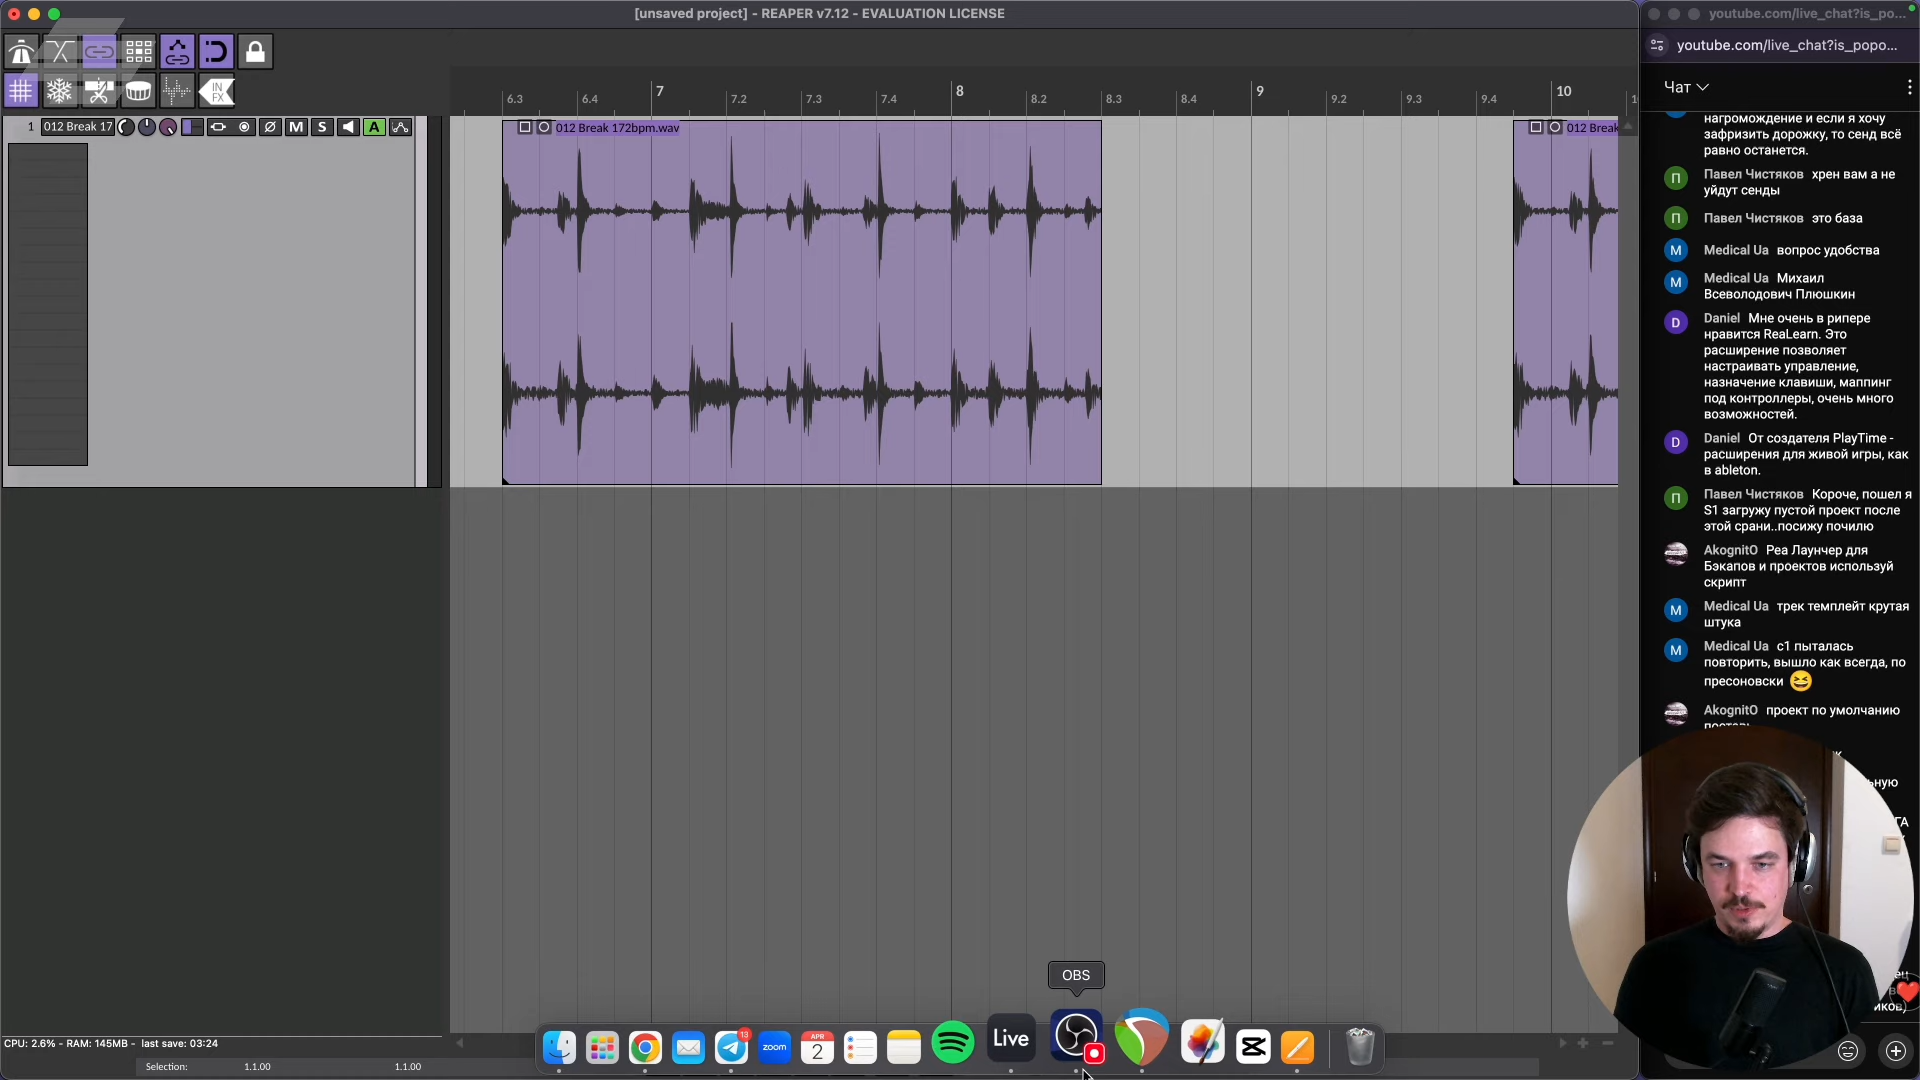 [unsaved project] - REAPER v7.12 - EVALUATION LICENSE
youtube.com/live_chat?is_po...
youtube.com/live_chat?is_popo...
Чат
IN
FX
6.3
6.4
7
7.2
7.3
7.4
8
8.2
8.3
8.4
9
9.2
9.3
9.4
10
1 012 Break 17
M
S
A
012 Break 172bpm.wav
012 Break
нагромождение и если я хочу
зафризить дорожку, то сенд всё
равно останется.
П
Павел Чистяков хрен вам а не
уйдут сенды
П
Павел Чистяков это база
M
Medical Ua вопрос удобства
M
Medical Ua Михаил
Всеволодович Плюшкин
D
Daniel Мне очень в рипере
нравится ReaLearn. Это
расширение позволяет
настраивать управление,
назначение клавиши, маппинг
под контроллеры, очень много
возможностей.
D
Daniel От создателя PlayTime -
расширения для живой игры, как
в ableton.
П
Павел Чистяков Короче, пошел я
S1 загружу пустой проект после
этой срани..посижу почилю
AkognitO Реа Лаунчер для
Бэкапов и проектов используй
скрипт
M
Medical Ua трек темплейт крутая
штука
M
Medical Ua с1 пыталась
повторить, вышло как всегда, по
пресоновски
AkognitO проект по умолчанию
ьную
ГА
иков)
OBS
13
zoom
APR
2
Live
CPU: 2.6% - RAM: 145MB - last save: 03:24
Selection:
1.1.00
1.1.00